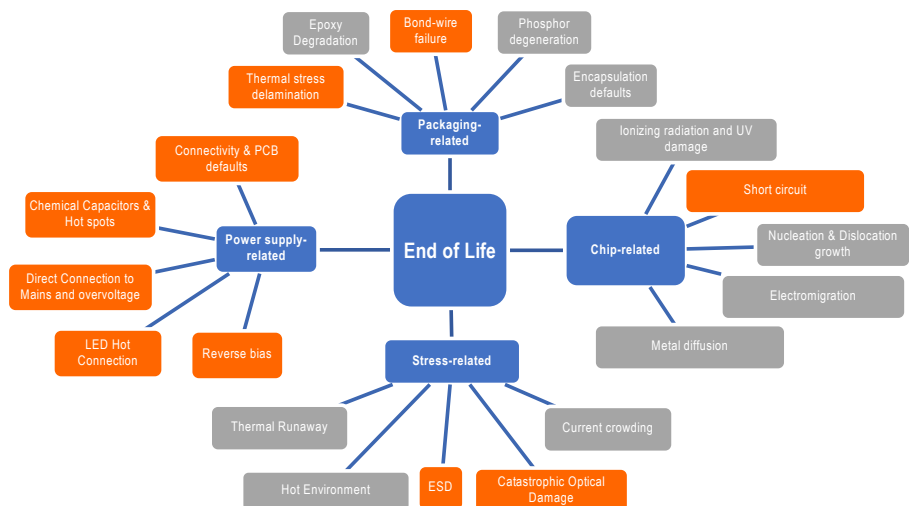 Epoxy
Degradation
Bond-wire
failure
Phosphor
degeneration
Thermal stress
delamination
Encapsulation
defaults
Packaging-
related
Ionizing radiation and UV
damage
Connectivity & PCB
defaults
Short circuit
Chemical Capacitors &
Hot spots
Power supply-
related
End of Life
Chip-related
Nucleation & Dislocation
growth
Direct Connection to
Mains and overvoltage
Electromigration
LED Hot
Connection
Reverse bias
Metal diffusion
Stress-related
Thermal Runaway
Current crowding
Hot Environment
ESD
Catastrophic Optical
Damage